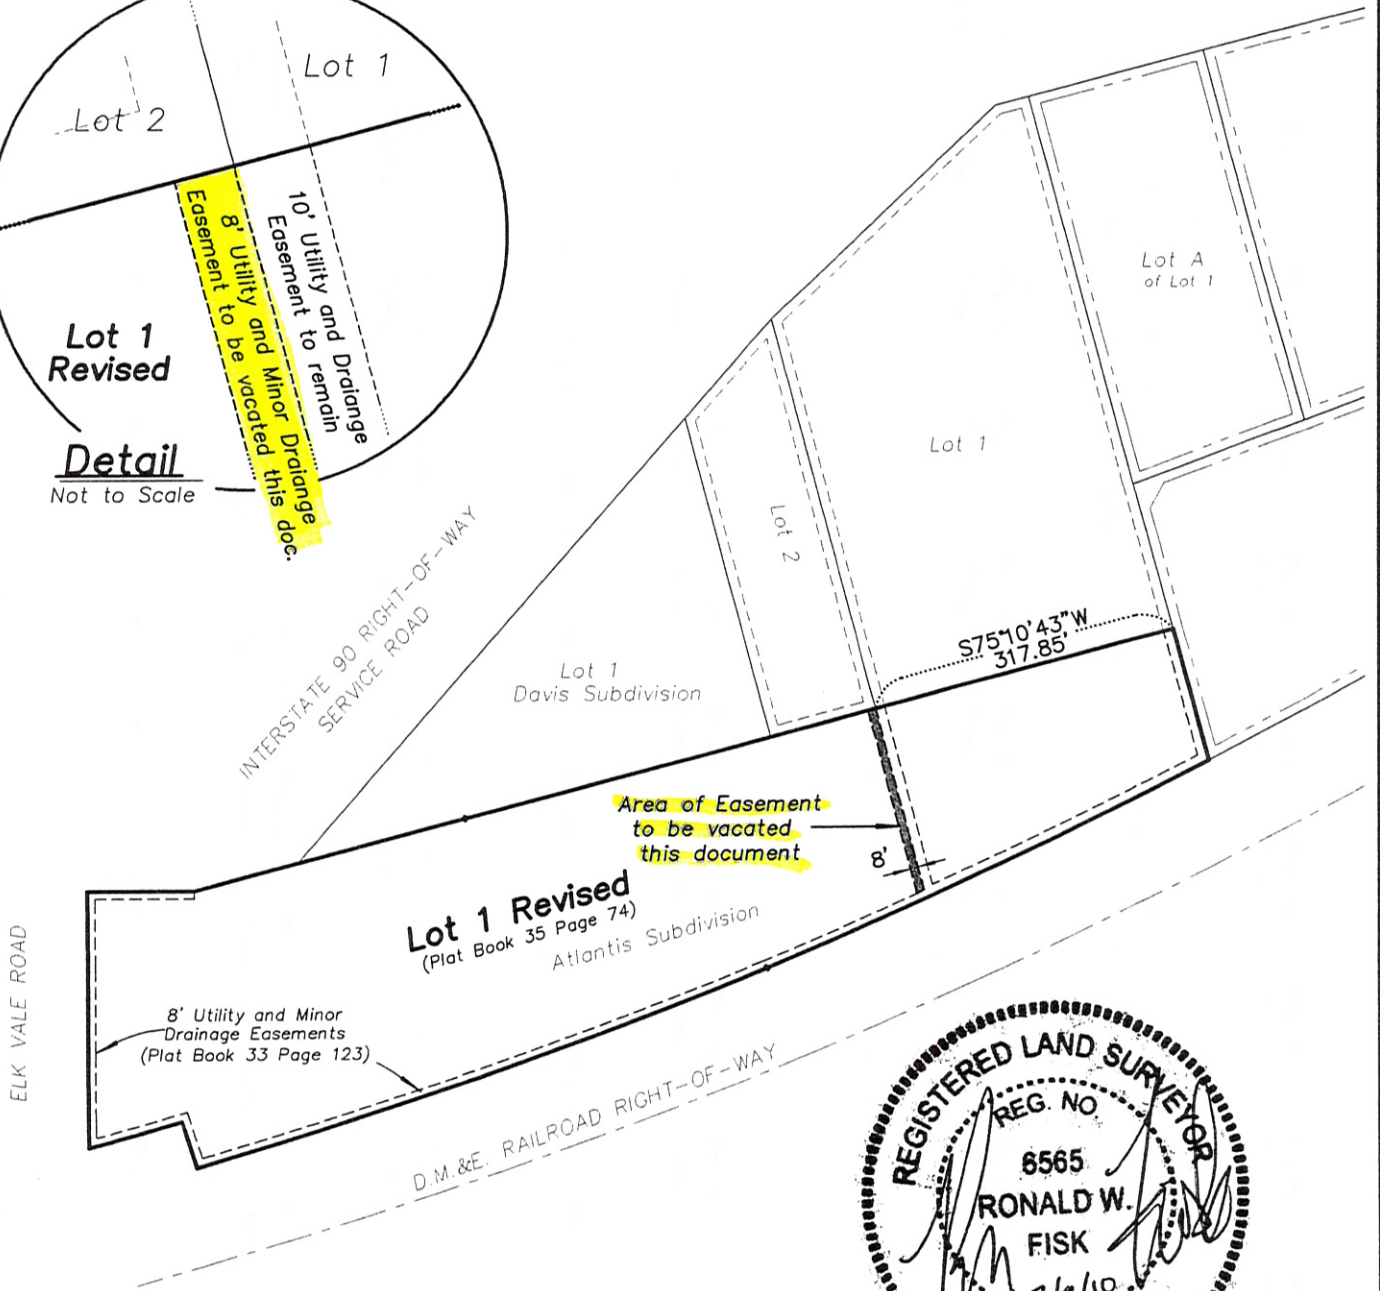 Lot 1
Lot 2
8' Utility and Minor Draiange
Easement to be vacated this doc.
10' Utility and Draiange
Easement to remain
Lot 1
Revised
Detail
Not to Scale
Lot A
of Lot 1
Lot 1
Lot 2
INTERSTATE 90 RIGHT-OF-WAY
SERVICE ROAD
S75°10'43"W
317.85'
Lot 1
Davis Subdivision
Area of Easement
to be vacated
this document
8'
Lot 1 Revised
(Plat Book 35 Page 74)
Atlantis Subdivision
ELK VALE ROAD
8' Utility and Minor
Drainage Easements
(Plat Book 33 Page 123)
D.M.&E. RAILROAD RIGHT-OF-WAY
REGISTERED LAND SURVEYOR
REG. NO.
6565
RONALD W.
FISK